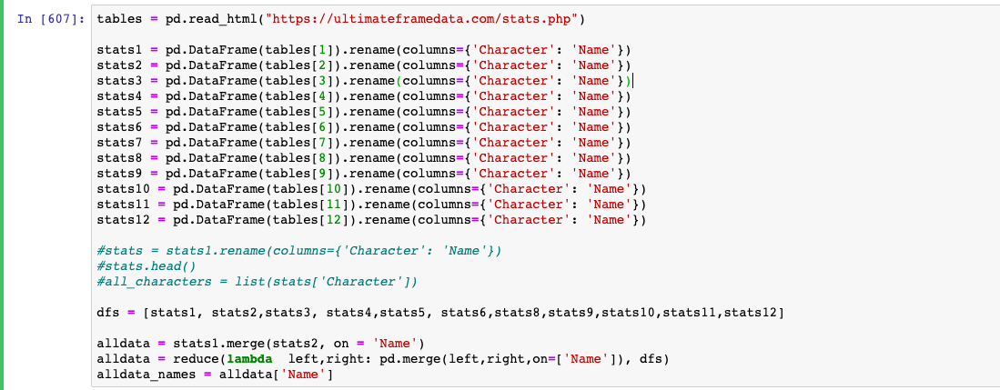 In [607]: tables = pd.read_html("https://ultimateframedata.com/stats.php")
stats1 = pd.DataFrame(tables[1]).rename(columns={'Character': 'Name'})
stats2 = pd.DataFrame(tables[2]).rename(columns={'Character': 'Name'})
stats3 = pd.DataFrame(tables[3]).rename(columns={'Character': 'Name'})
stats4 = pd.DataFrame(tables[4]).rename(columns={'Character': 'Name'})
stats5 = pd.DataFrame(tables[5]).rename(columns={'Character': 'Name'})
stats6 = pd.DataFrame(tables[6]).rename(columns={'Character': 'Name'})
stats7 = pd.DataFrame(tables[7]).rename(columns={'Character': 'Name'})
stats8 = pd.DataFrame(tables[8]).rename(columns={'Character': 'Name'})
stats9 = pd.DataFrame(tables[9]).rename(columns={'Character': 'Name'})
stats10 = pd.DataFrame(tables[10]).rename(columns={'Character': 'Name'})
stats11 = pd.DataFrame(tables[11]).rename(columns={'Character': 'Name'})
stats12 = pd.DataFrame(tables[12]).rename(columns={'Character': 'Name'})
#stats = stats1.rename(columns={'Character': 'Name'})
#stats.head()
#all_characters = list(stats['Character'])
dfs = [stats1, stats2,stats3, stats4,stats5, stats6,stats8,stats9,stats10,stats11,stats12]
alldata = stats1.merge(stats2, on = 'Name')
alldata = reduce(lambda  left,right: pd.merge(left,right,on=['Name']), dfs)
alldata_names = alldata['Name']